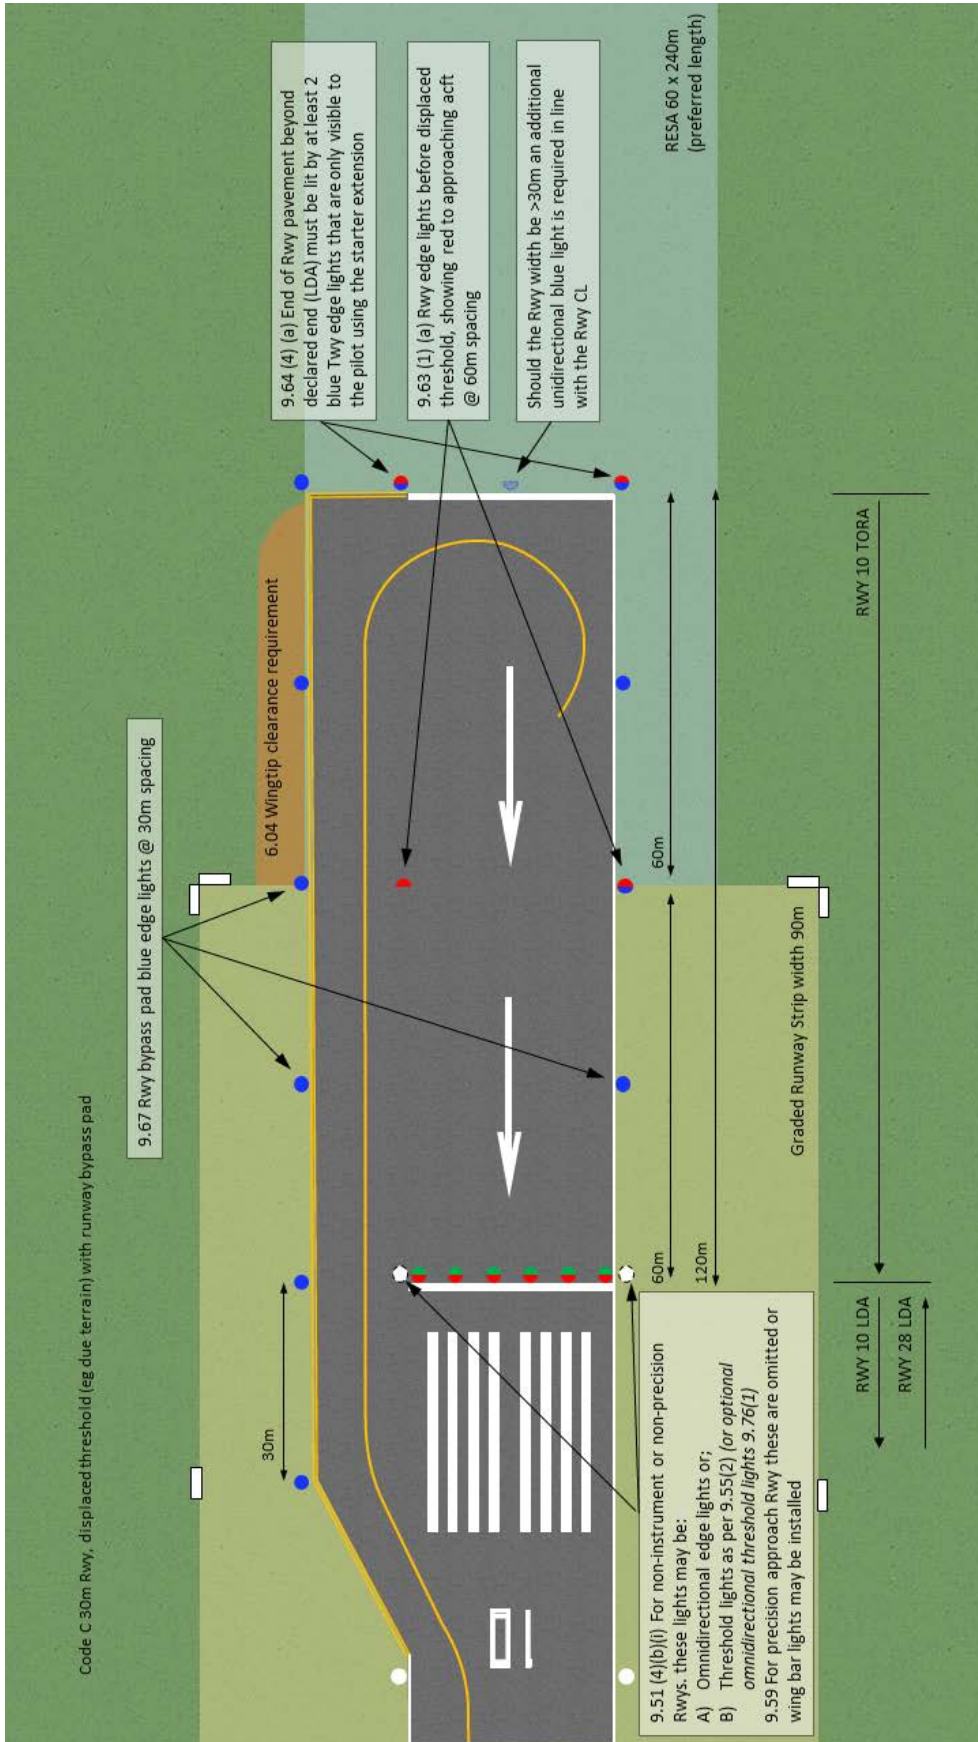 Code C 30m Rwy, displaced threshold (eg due terrain) with runway bypass pad
9.67 Rwy bypass pad blue edge lights @ 30m spacing
6.04 Wingtip clearance requirement
9.64 (4) (a) End of Rwy pavement beyond
declared end (LDA) must be lit by at least 2
blue Twy edge lights that are only visible to
the pilot using the starter extension
9.63 (1) (a) Rwy edge lights before displaced
threshold, showing red to approaching acft
@ 60m spacing
Should the Rwy width be >30m an additional
unidirectional blue light is required in line
with the Rwy CL
RESA 60 x 240m
(preferred length)
30m
10
60m
60m
120m
Graded Runway Strip width 90m
9.51 (4)(b)(i) For non-instrument or non-precision
Rwys. these lights may be:
A) Omnidirectional edge lights or;
B) Threshold lights as per 9.55(2) (or optional
omnidirectional threshold lights 9.76(1)
9.59 For precision approach Rwy these are omitted or
wing bar lights may be installed
RWY 10 LDA
RWY 28 LDA
RWY 10 TORA